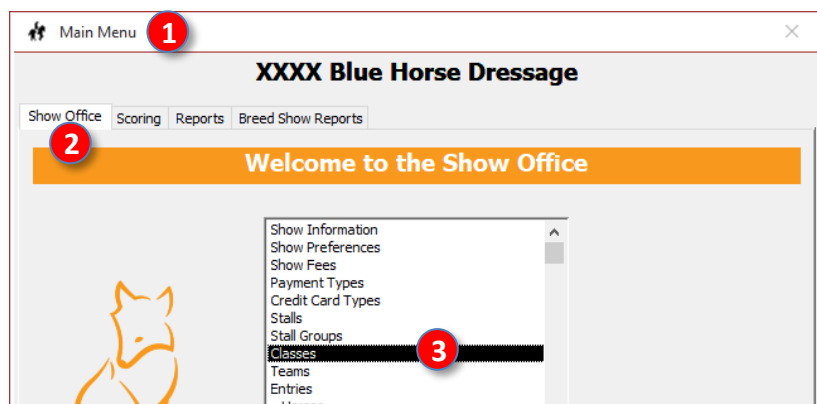 Main Menu 1
XXXX Blue Horse Dressage
Show Office Scoring Reports Breed Show Reports
2
Welcome to the Show Office
Show Information
Show Preferences
Show Fees
Payment Types
Credit Card Types
Stalls
Stall Groups
Classes 3
Teams
Entries